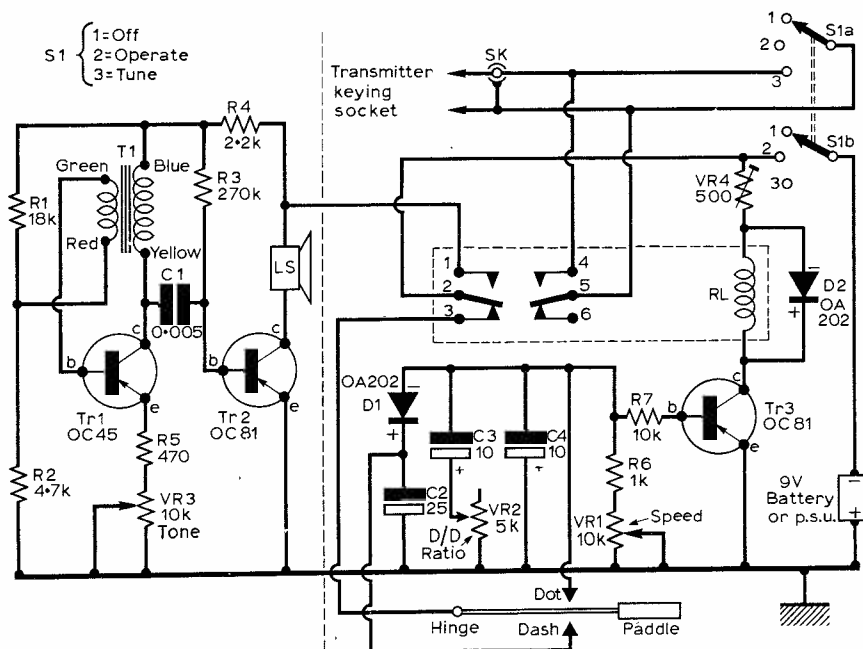 S1 { 1=Off
2=Operate
3=Tune
Transmitter
keying
socket
SK
1
2
3
S1a
1
2
3
S1b
R4
2·2k
T1
Green
Blue
Red
Yellow
R1
18k
R3
270k
C1
0·005
LS
VR4
500
RL
D2
OA
202
1
2
3
4
5
6
b
c
e
Tr1
OC45
b
c
e
Tr2
OC81
OA202
D1
+
C3
10
+
C4
10
+
C2
25
R7
10k
b
c
e
Tr3
OC81
R5
470
R2
4·7k
VR3
10k
Tone
VR2
5k
D/D
Ratio
R6
1k
VR1
10k
Speed
9V
Battery
or p.s.u.
−
+
−
+
−
Dot
Hinge
Dash
Paddle